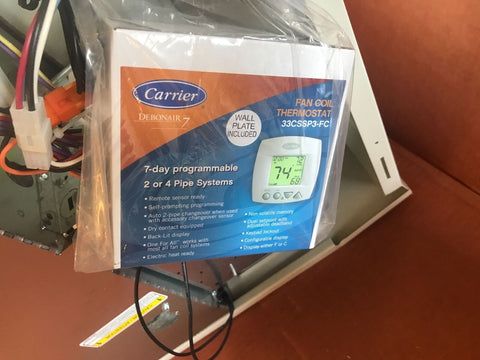 Carrier
DEBONAIR 7
WALL
PLATE
INCLUDED
FAN COIL
THERMOSTAT
33CSSP3-FC
7-day programmable
2 or 4 Pipe Systems
• Remote sensor ready
• Self-prompting programming
• Auto 2-pipe changeover when used
with accessory changeover sensor
• Dry contact equipped
• Back-Lit display
• One For All™ works with
most all fan coil systems
• Electric heat ready
• Non volatile memory
• Dual setpoint with
adjustable deadband
• Keypad lockout
• Configurable display
• Display either F or C
74
68